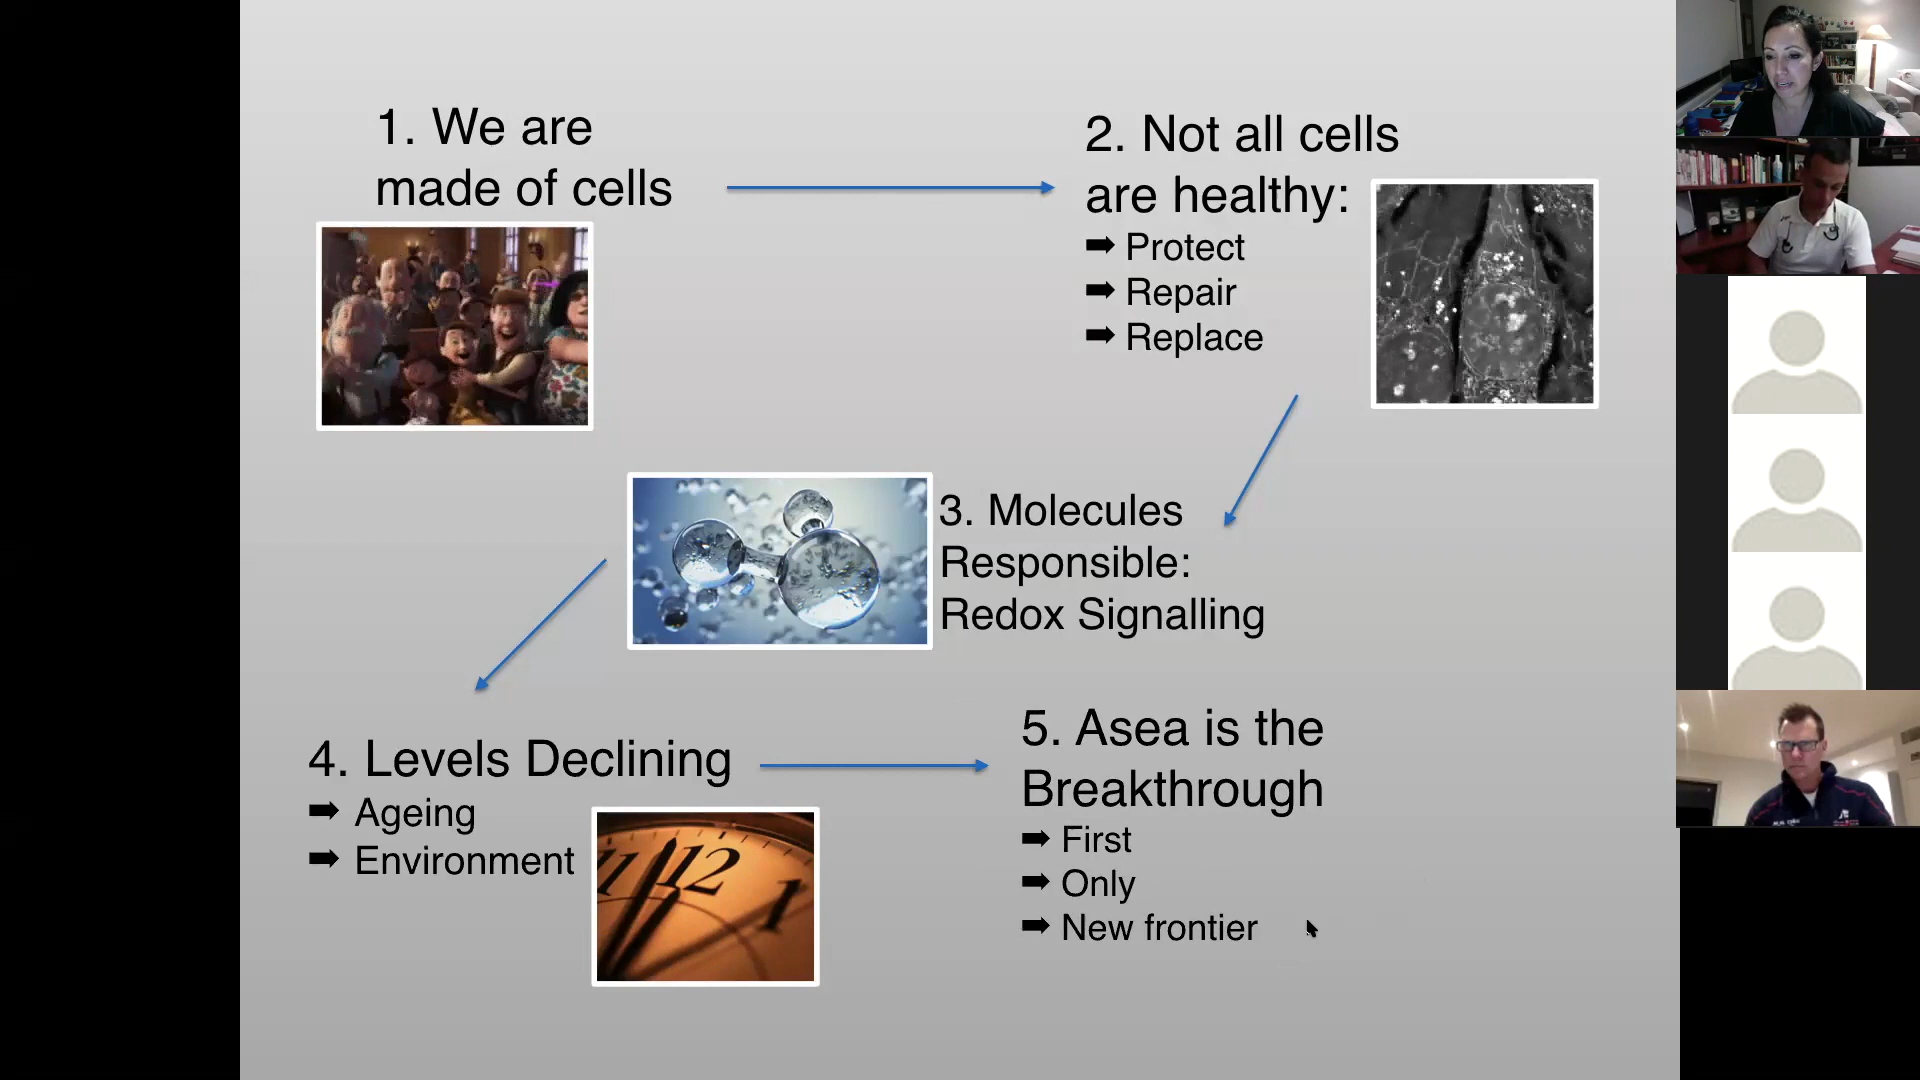 1. We are
made of cells
2. Not all cells
are healthy:
➡ Protect
➡ Repair
➡ Replace
3. Molecules
Responsible:
Redox Signalling
4. Levels Declining
➡ Ageing
➡ Environment
11 12 1
5. Asea is the
Breakthrough
➡ First
➡ Only
➡ New frontier